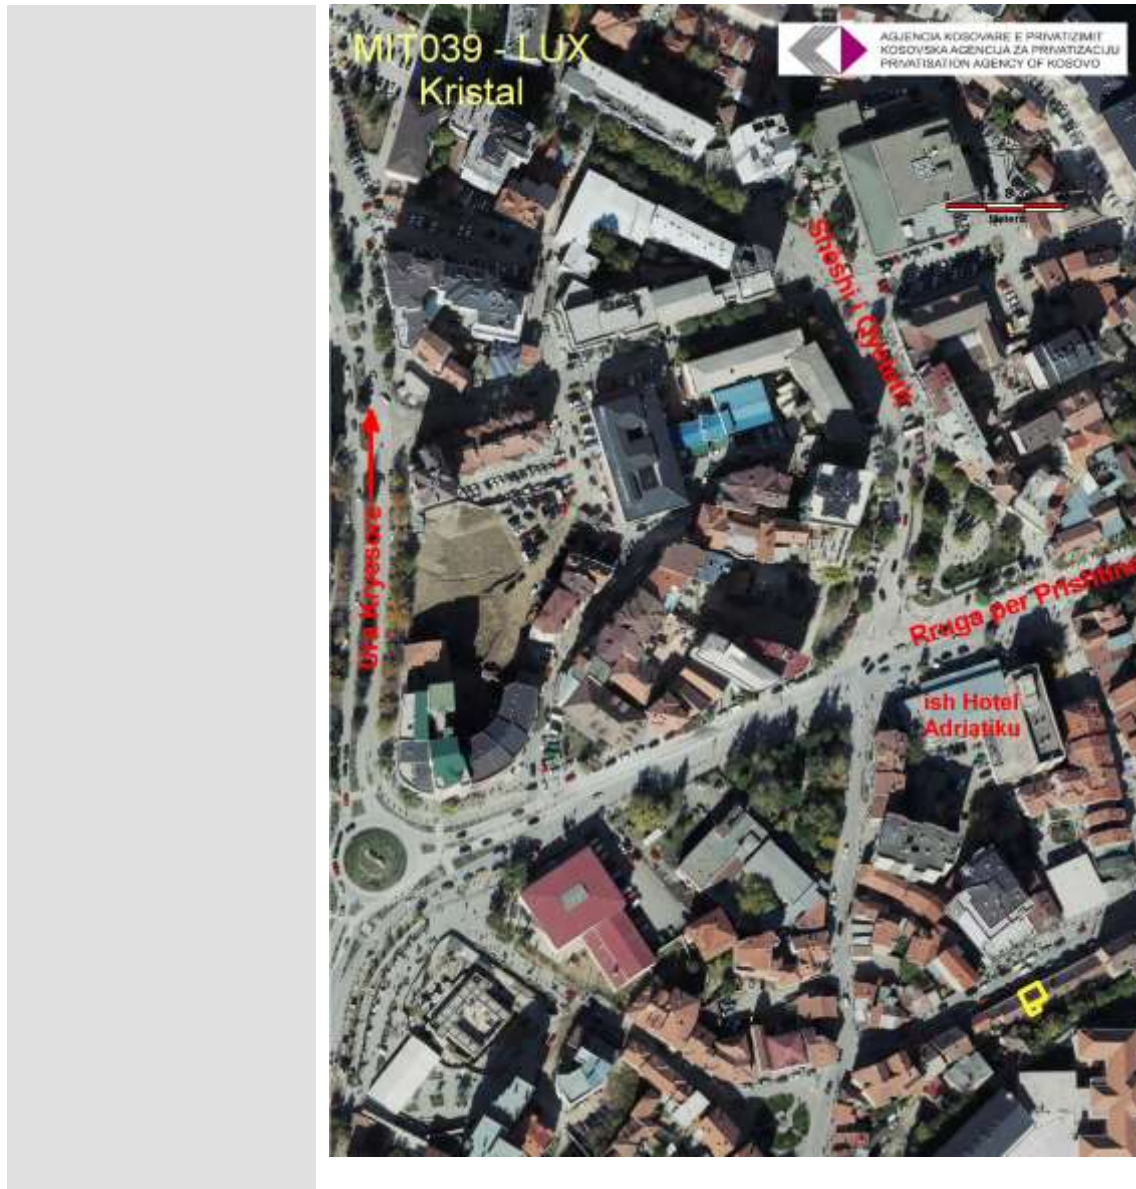 MIT039 - LUX
Kristal
AGJENCIA KOSOVARE E PRIVATIZIMIT
KOSOVSKA AGENCIJA ZA PRIVATIZACIJU
PRIVATISATION AGENCY OF KOSOVO
Meters
Sheshi i Qytetit
Ura Kryesore
Rruga per Prishtine
ish Hotel
Adriatiku